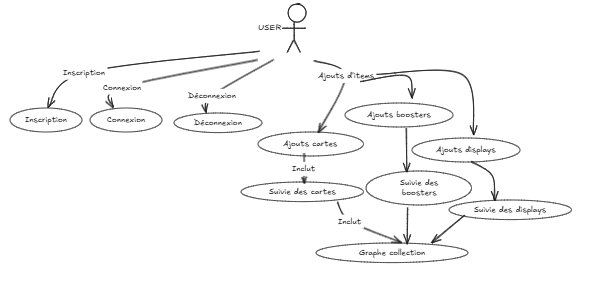 USER
Inscription
Connexion
Déconnexion
Ajouts d'items
Inscription
Connexion
Déconnexion
Ajouts boosters
Ajouts cartes
Ajouts displays
Inclut
Suivie des cartes
Suivie des
boosters
Suivie des displays
Inclut
Graphe collection